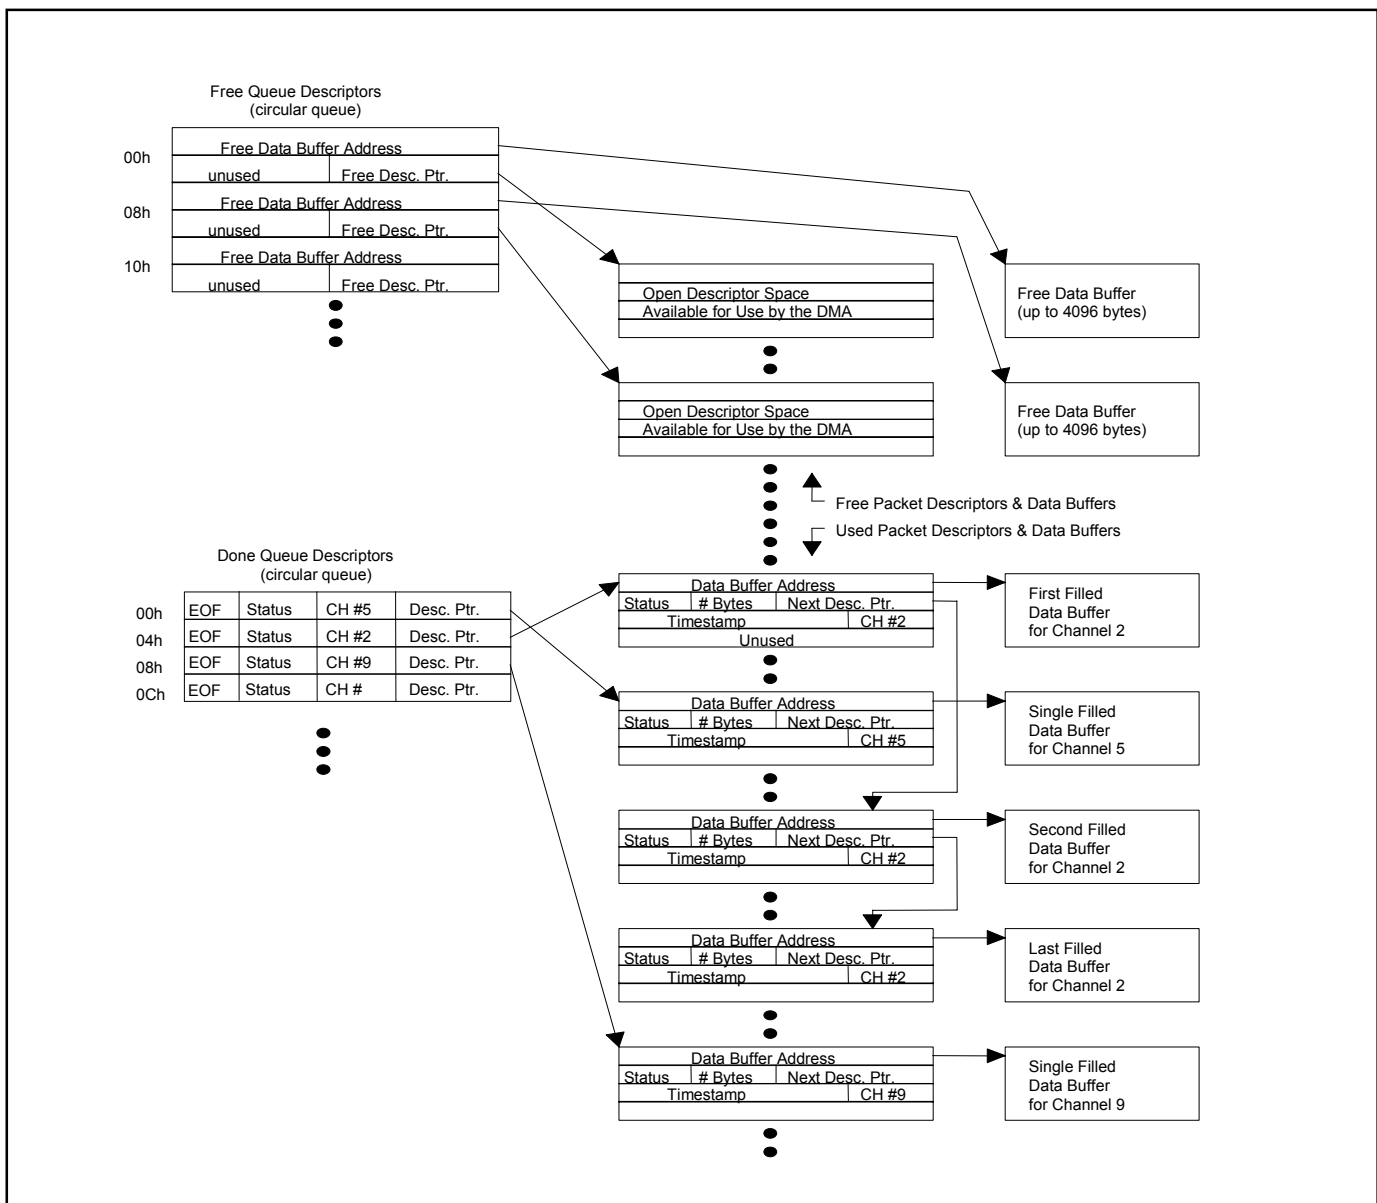 Free Queue Descriptors
(circular queue)
00h
Free Data Buffer Address
unused Free Desc. Ptr.
08h
Free Data Buffer Address
unused Free Desc. Ptr.
10h
Free Data Buffer Address
unused Free Desc. Ptr.
Open Descriptor Space
Available for Use by the DMA
Free Data Buffer
(up to 4096 bytes)
Open Descriptor Space
Available for Use by the DMA
Free Data Buffer
(up to 4096 bytes)
Free Packet Descriptors & Data Buffers
Used Packet Descriptors & Data Buffers
Done Queue Descriptors
(circular queue)
00h EOF Status CH #5 Desc. Ptr.
04h EOF Status CH #2 Desc. Ptr.
08h EOF Status CH #9 Desc. Ptr.
0Ch EOF Status CH # Desc. Ptr.
Data Buffer Address
Status # Bytes Next Desc. Ptr.
Timestamp CH #2
Unused
First Filled
Data Buffer
for Channel 2
Data Buffer Address
Status # Bytes Next Desc. Ptr.
Timestamp CH #5
Single Filled
Data Buffer
for Channel 5
Data Buffer Address
Status # Bytes Next Desc. Ptr.
Timestamp CH #2
Second Filled
Data Buffer
for Channel 2
Data Buffer Address
Status # Bytes Next Desc. Ptr.
Timestamp CH #2
Last Filled
Data Buffer
for Channel 2
Data Buffer Address
Status # Bytes Next Desc. Ptr.
Timestamp CH #9
Single Filled
Data Buffer
for Channel 9